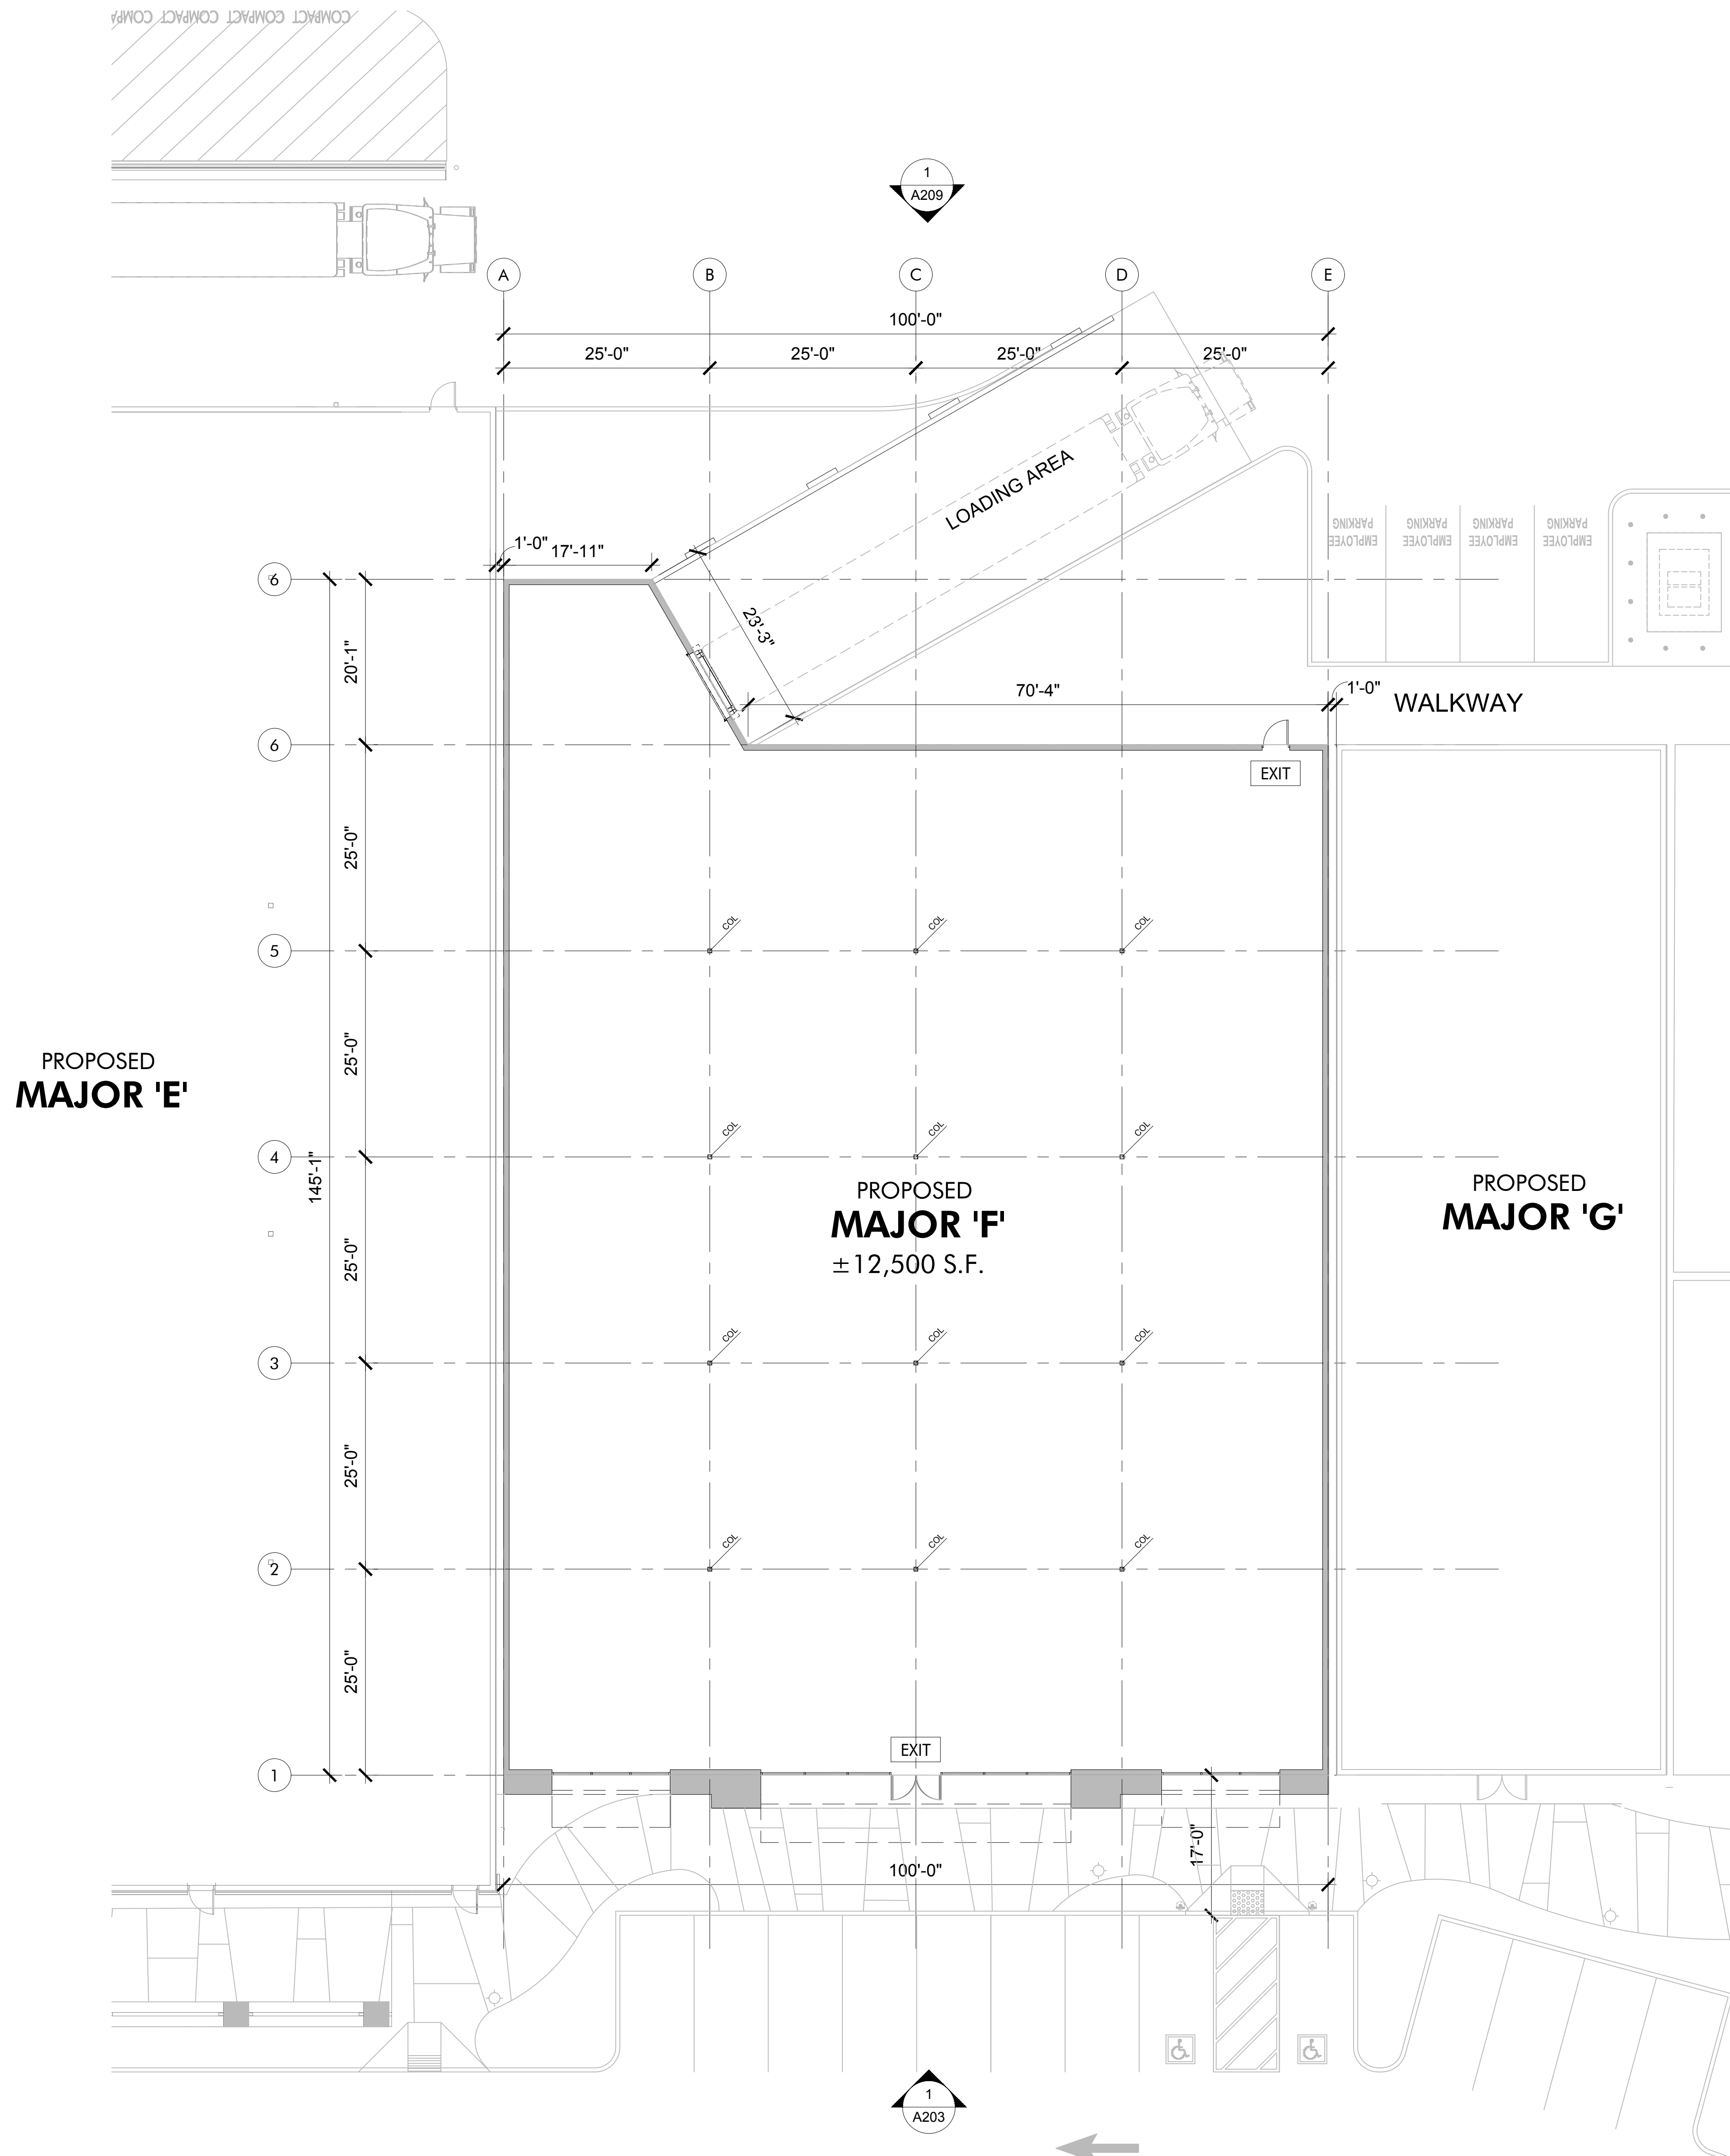 COMPACT COMPACT COMPACT COMPA
1
A209
A B C D E
100'-0"
25'-0" 25'-0" 25'-0" 25'-0"
LOADING AREA
1'-0" 17'-11"
EMPLOYEE PARKING
EMPLOYEE PARKING
EMPLOYEE PARKING
EMPLOYEE PARKING
6
20'-1"
23'-3"
70'-4"
1'-0"
WALKWAY
6
EXIT
25'-0"
COL COL COL
5
25'-0"
PROPOSED
MAJOR 'E'
COL COL COL
4
145'-1"
PROPOSED
MAJOR 'F'
±12,500 S.F.
PROPOSED
MAJOR 'G'
25'-0"
COL COL COL
3
25'-0"
COL COL COL
2
25'-0"
EXIT
1
17'-0"
100'-0"
1
A203